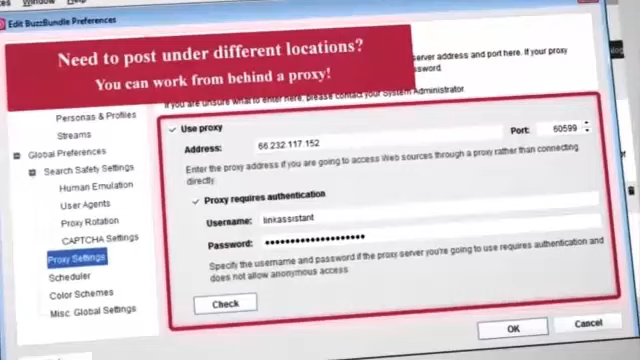 Window Help
Edit BuzzBundle Preferences
Need to post under different locations?
You can work from behind a proxy!
server address and port here. If your proxy
ssword.
If you are unsure what to enter here, please contact your System Administrator.
Personas & Profiles
Streams
Global Preferences
Search Safety Settings
Human Emulation
User Agents
Proxy Rotation
CAPTCHA Settings
Proxy Settings
Scheduler
Color Schemes
Misc. Global Settings
Use proxy
Address: 66.232.117.152 Port: 60599
Enter the proxy address if you are going to access Web sources through a proxy rather than connecting
directly.
Proxy requires authentication
Username: linkassistant
Password: ••••••••••••••••••••
Specify the username and password if the proxy server you're going to use requires authentication and
does not allow anonymous access.
Check
OK Cancel